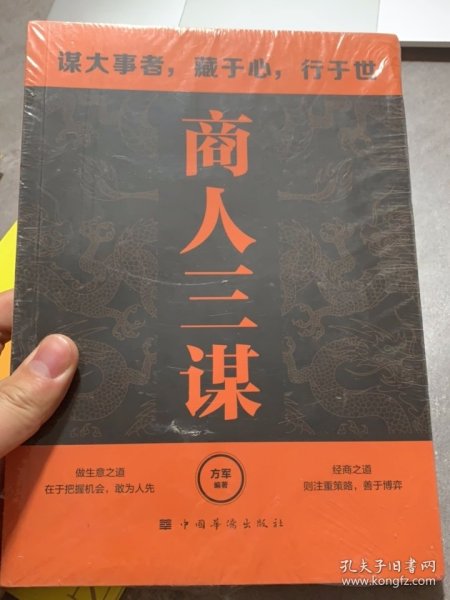 谋大事者，藏于心，行于世
商人三谋
做生意之道
在于把握机会，敢为人先
方军
编著
经商之道
则注重策略，善于博弈
中国华侨出版社
孔夫子旧书网
www.kongfz.com